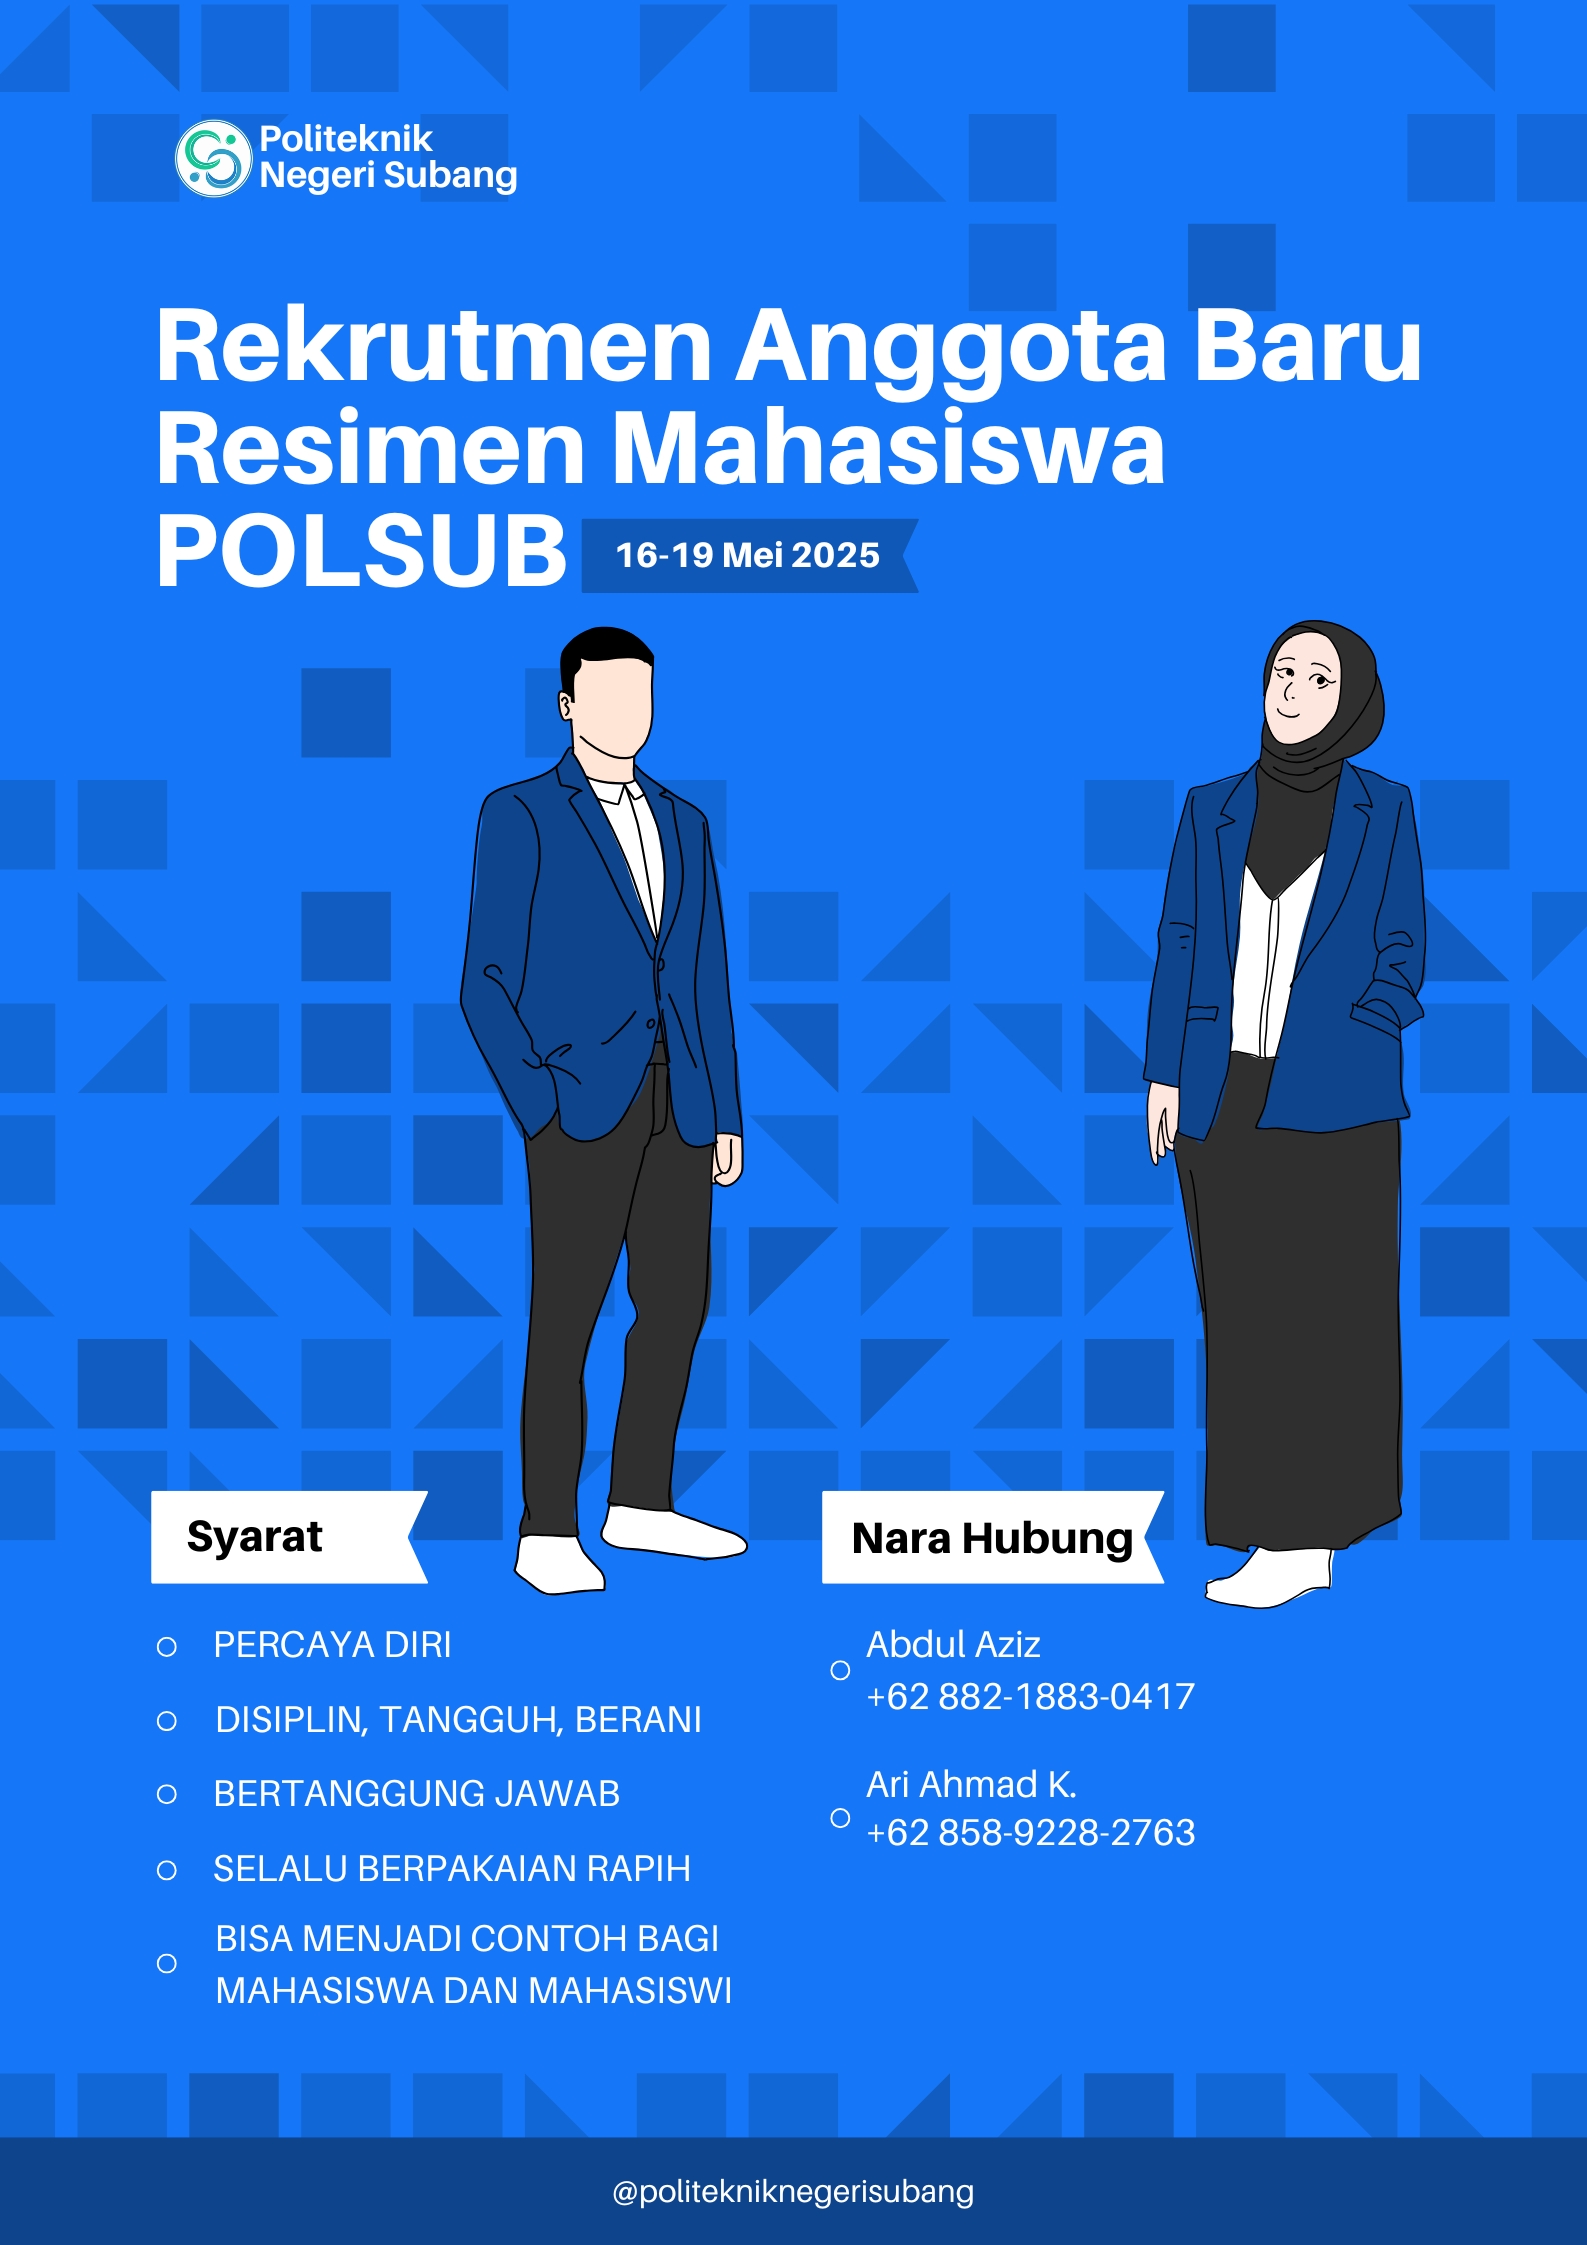 Politeknik
Negeri Subang
Rekrutmen Anggota Baru
Resimen Mahasiswa
POLSUB
16-19 Mei 2025
Syarat
PERCAYA DIRI
DISIPLIN, TANGGUH, BERANI
BERTANGGUNG JAWAB
SELALU BERPAKAIAN RAPIH
BISA MENJADI CONTOH BAGI
MAHASISWA DAN MAHASISWI
Nara Hubung
Abdul Aziz
+62 882-1883-0417
Ari Ahmad K.
+62 858-9228-2763
@politekniknegerisubang